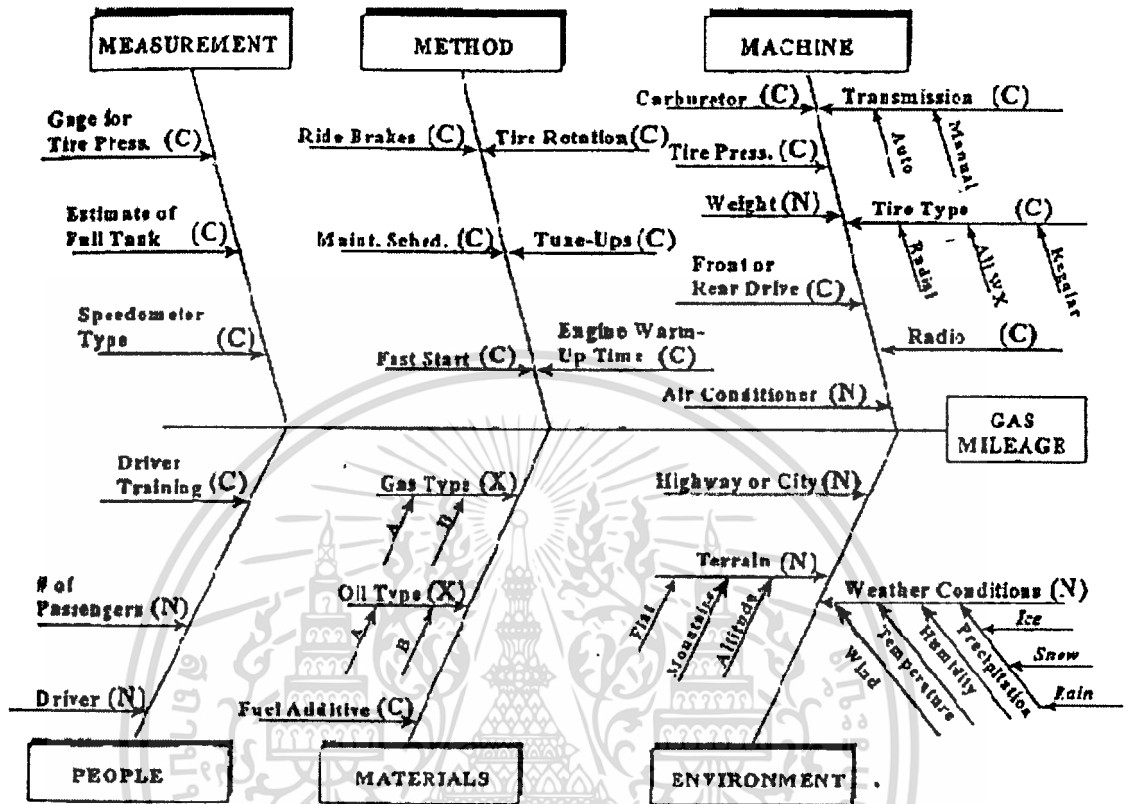 MEASUREMENT
METHOD
MACHINE
Gage for
Tire Press. (C)
Estimate of
Full Tank (C)
Speedometer
Type (C)
Ride Brakes (C)
Tire Rotation (C)
Maint. Sched. (C)
Tune-Ups (C)
Fast Start (C)
Engine Warm-
Up Time (C)
Carburetor (C)
Transmission (C)
Auto
Manual
Tire Press. (C)
Weight (N)
Tire Type (C)
Radial
All WX
Regular
Front or
Rear Drive (C)
Radio (C)
Air Conditioner (N)
GAS
MILEAGE
Driver
Training (C)
# of
Passengers (N)
Driver (N)
Gas Type (X)
A
B
Oil Type (X)
A
B
Fuel Additive (C)
Highway or City (N)
Terrain (N)
Flat
Mountains
Altitude
Weather Conditions (N)
Wind
Temperature
Humidity
Precipitation
Ice
Snow
Rain
PEOPLE
MATERIALS
ENVIRONMENT